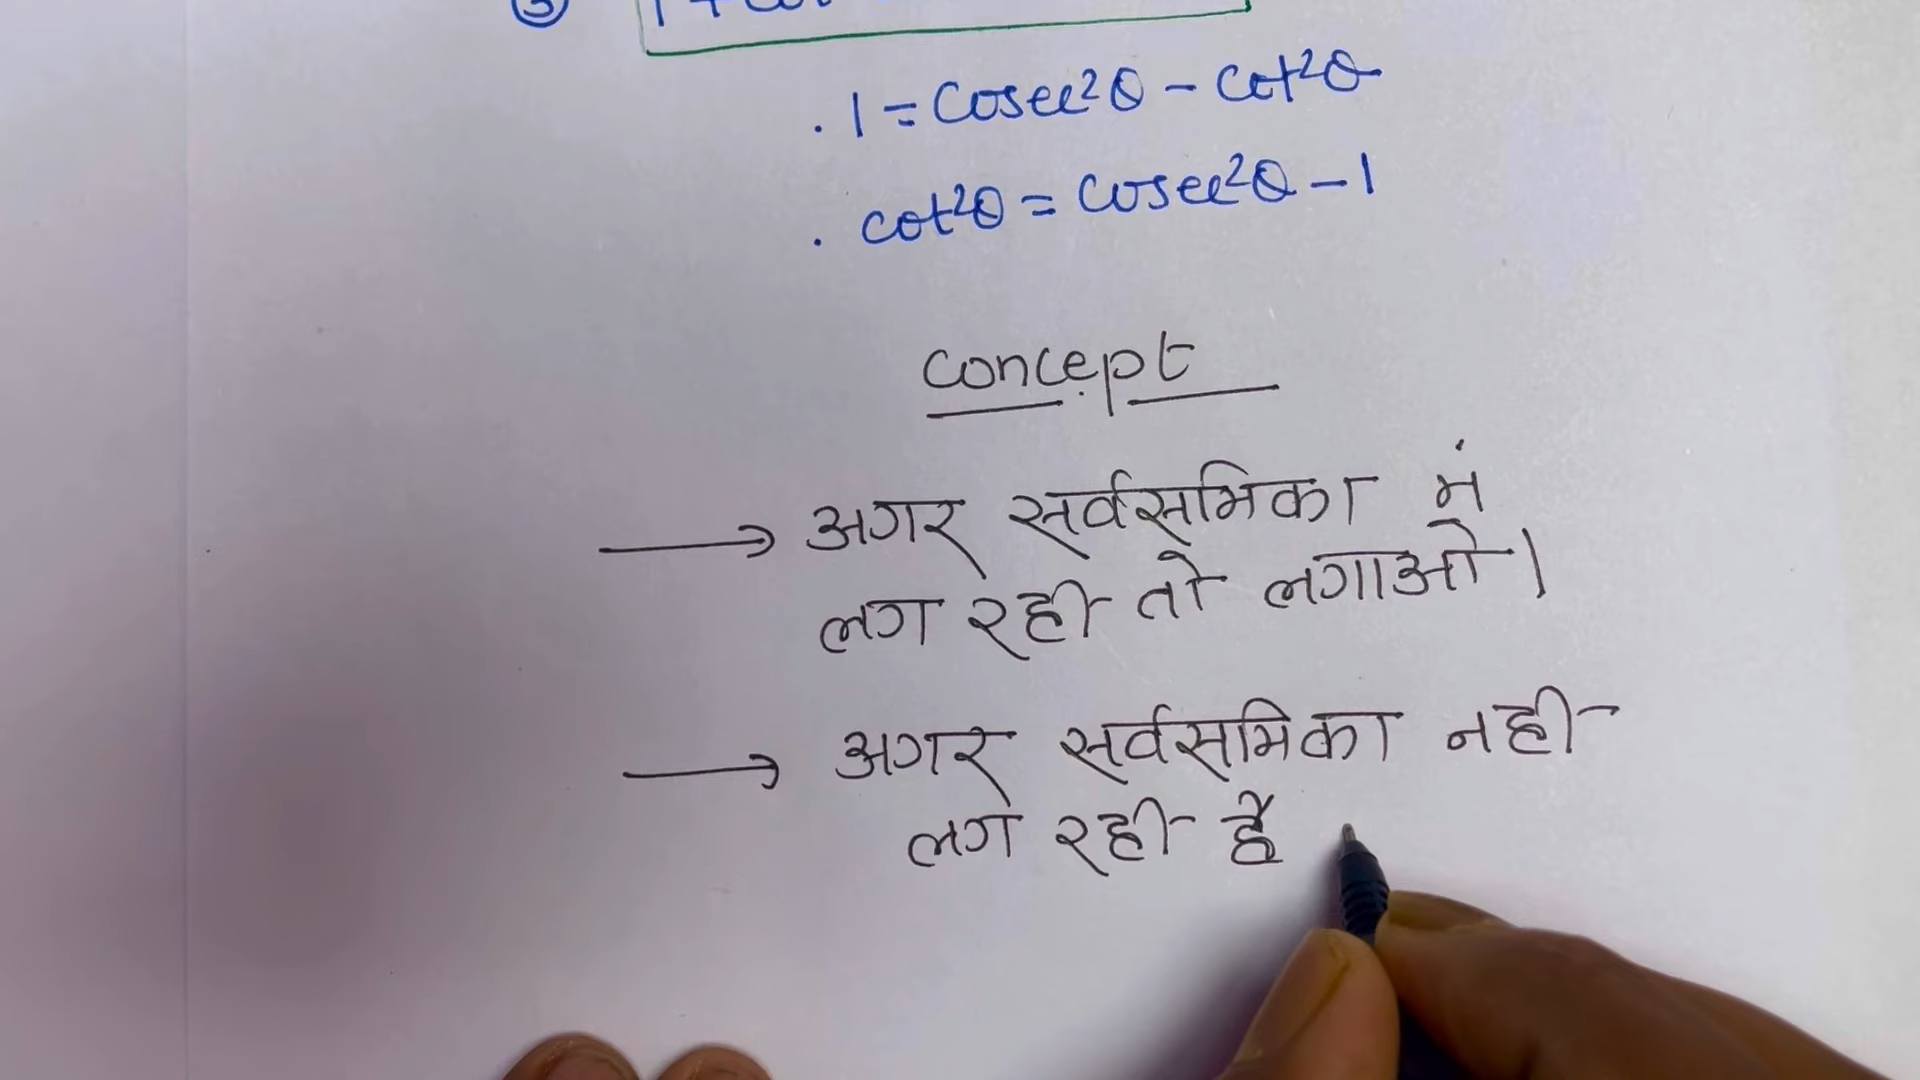 ③
. 1 = Cosec²θ - Cot²θ
. cot²θ = Cosec²θ - 1
Concept
→ अगर सर्वसमिका में
लग रही तो लगाओ।
→ अगर सर्वसमिका नही
लग रही है